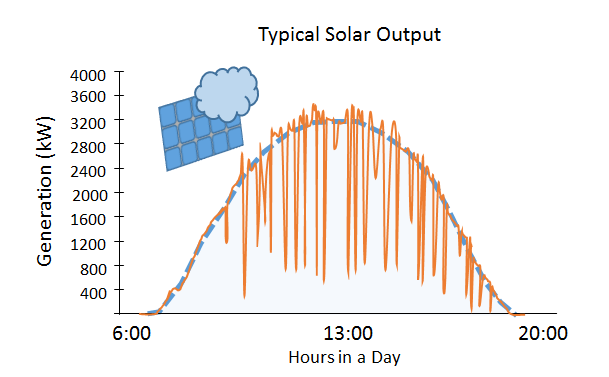 Typical Solar Output
Generation (kW)
4000
3600
3200
2800
2400
2000
1600
1200
800
400
6:00 13:00 20:00
Hours in a Day